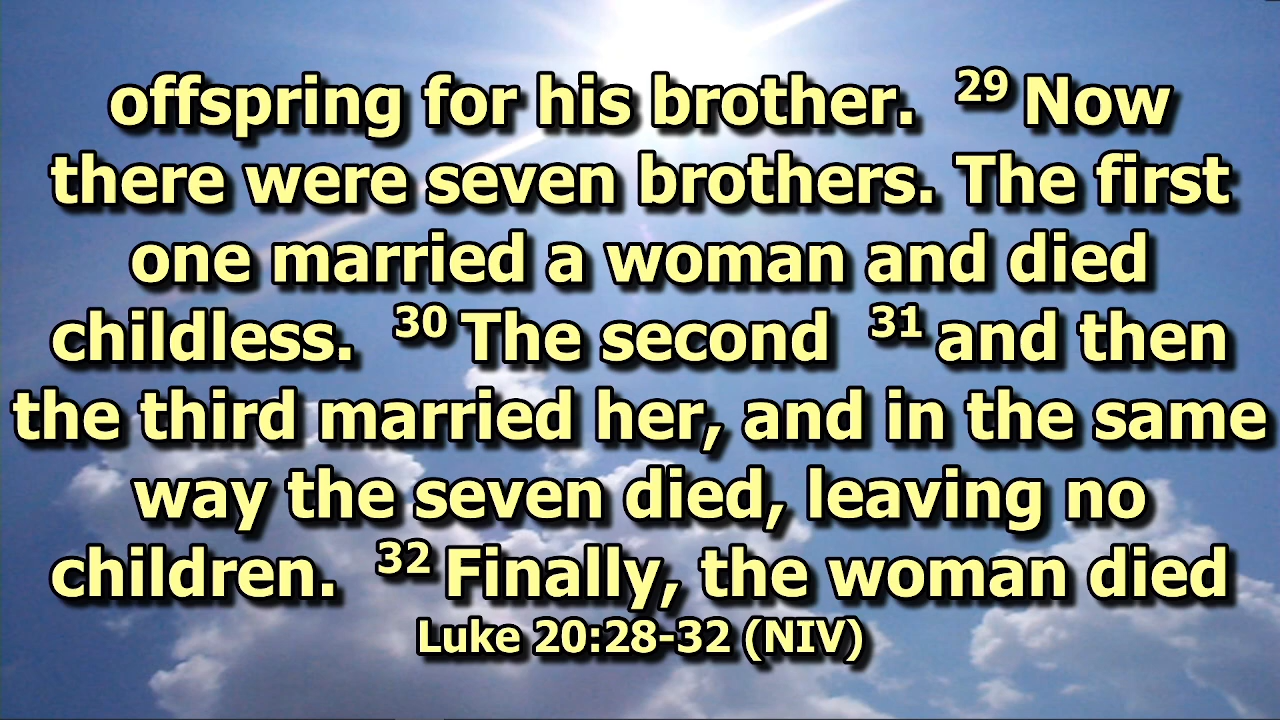 offspring for his brother. 29 Now
there were seven brothers. The first
one married a woman and died
childless. 30 The second 31 and then
the third married her, and in the same
way the seven died, leaving no
children. 32 Finally, the woman died
Luke 20:28-32 (NIV)